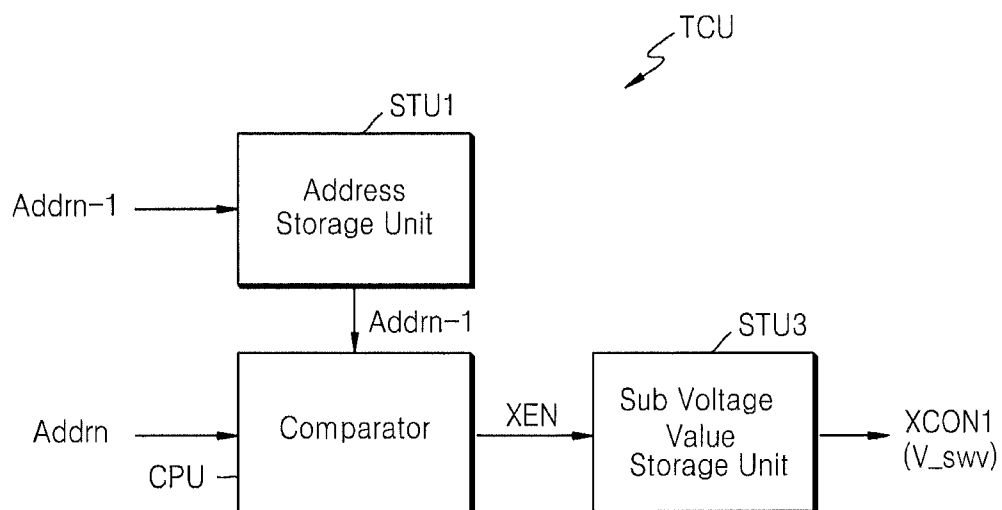 TCU
STU1
Addrn-1
Address
Storage Unit
Addrn-1
STU3
Addrn
Comparator
XEN
Sub Voltage
Value
Storage Unit
XCON1
(V_swv)
CPU